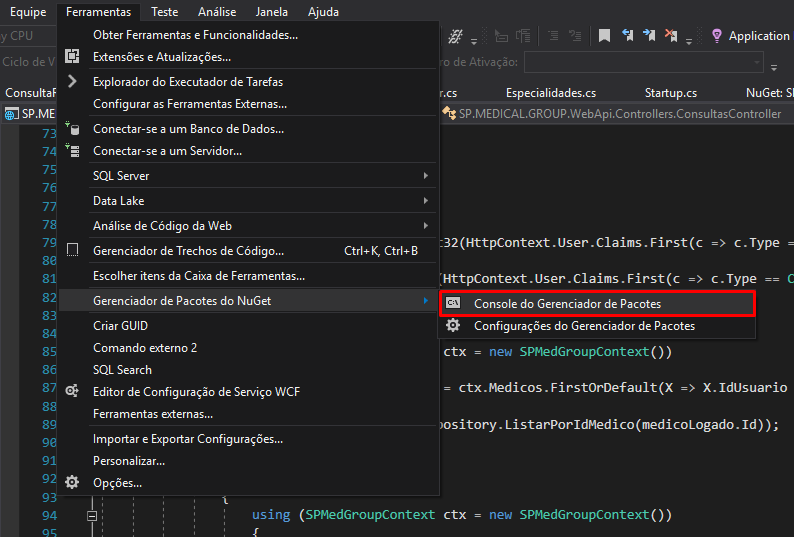 Equipe Ferramentas Teste Análise Janela Ajuda
CPU Application
Obter Ferramentas e Funcionalidades...
Extensões e Atualizações...
Ciclo de de Ativação:
Explorador do Executador de Tarefas
Configurar as Ferramentas Externas... Especialidades.cs Startup.cs NuGet:
SP.MEDICAL.GROUP.WebApi.Controllers.ConsultasController
Conectar-se a um Banco de Dados...
73
Conectar-se a um Servidor...
74
75
SQL Server
76
Data Lake
77
78
Análise de Código da Web
79 (HttpContext.User.Claims.First(c => c.Type =
Gerenciador de Trechos de Código... Ctrl+K, Ctrl+B
80
Escolher itens da Caixa de Ferramentas...
81 (HttpContext.User.Claims.First(c => c.Type ==
82
Gerenciador de Pacotes do NuGet
Console do Gerenciador de Pacotes
83
Criar GUID
Configurações do Gerenciador de Pacotes
84
Comando externo 2
85 ctx = new SPMedGroupContext())
86
SQL Search
87
Editor de Configuração de Serviço WCF = ctx.Medicos.FirstOrDefault(X => X.IdUsuario
88
Ferramentas externas...
89 pository.ListarPorIdMedico(medicoLogado.Id));
90
Importar e Exportar Configurações...
91
Personalizar...
92
Opções...
93 {
94 using (SPMedGroupContext ctx = new SPMedGroupContext())
95 {